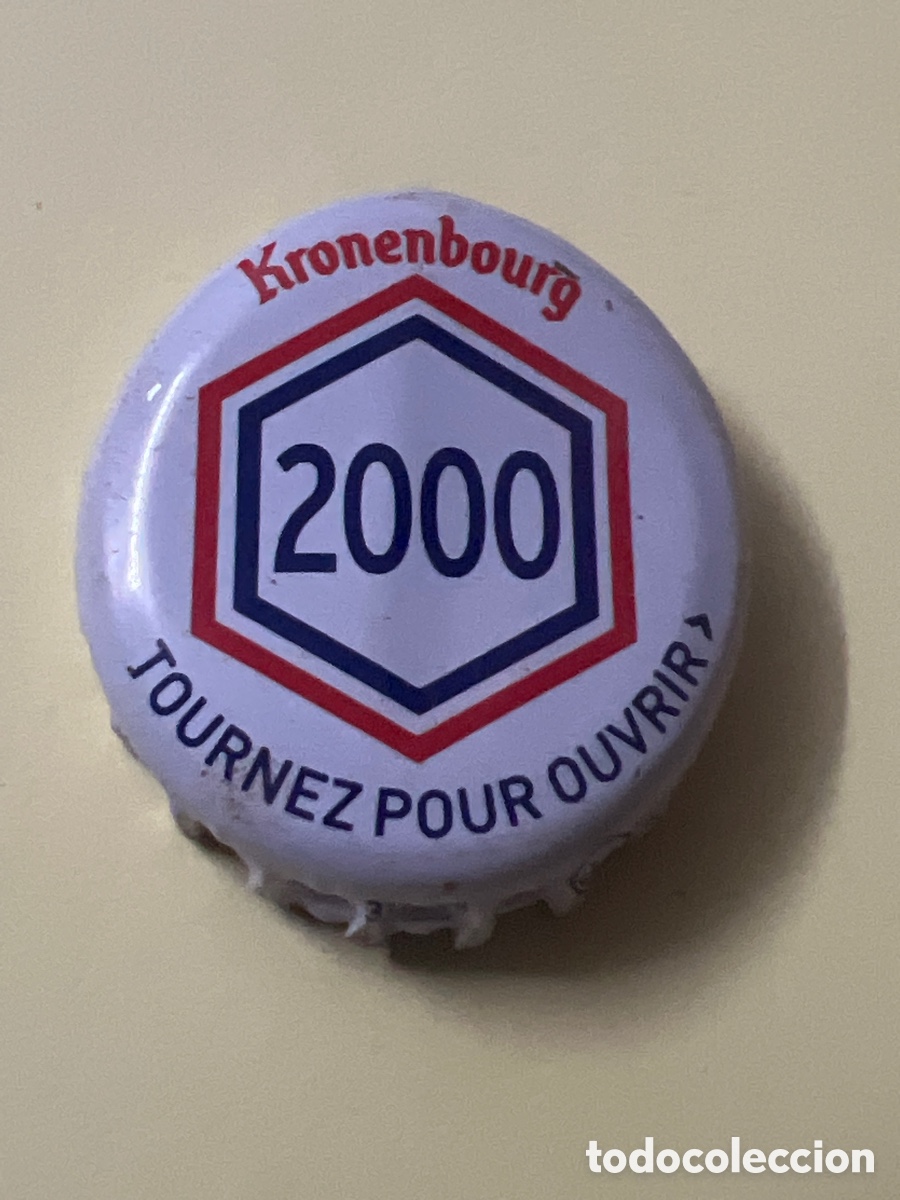 Kronenbourg
2000
TOURNEZ POUR OUVRIR >
todocoleccion